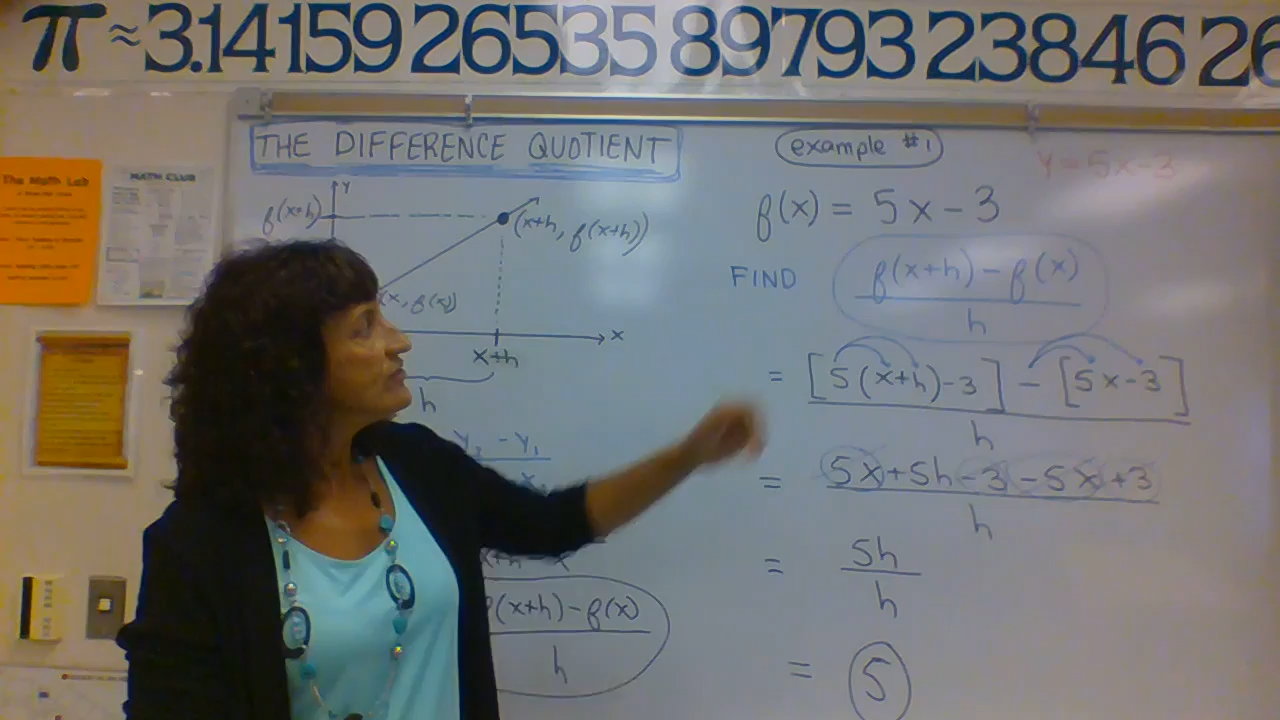 π ≈ 3.14159 26535 89793 23846 26
THE DIFFERENCE QUOTIENT
example #1
y = 5x-3
The Math Lab
MATH CLUB
y
f(x+h)
(x+h, f(x+h))
(x, f(x))
x
x+h
h
y₂ - y₁
x+h - x
f(x+h) - f(x)
h
f(x) = 5x - 3
FIND
f(x+h) - f(x)
h
= [5(x+h)-3] - [5x-3]
h
= 5x+5h-3-5x+3
h
= 5h
h
= 5